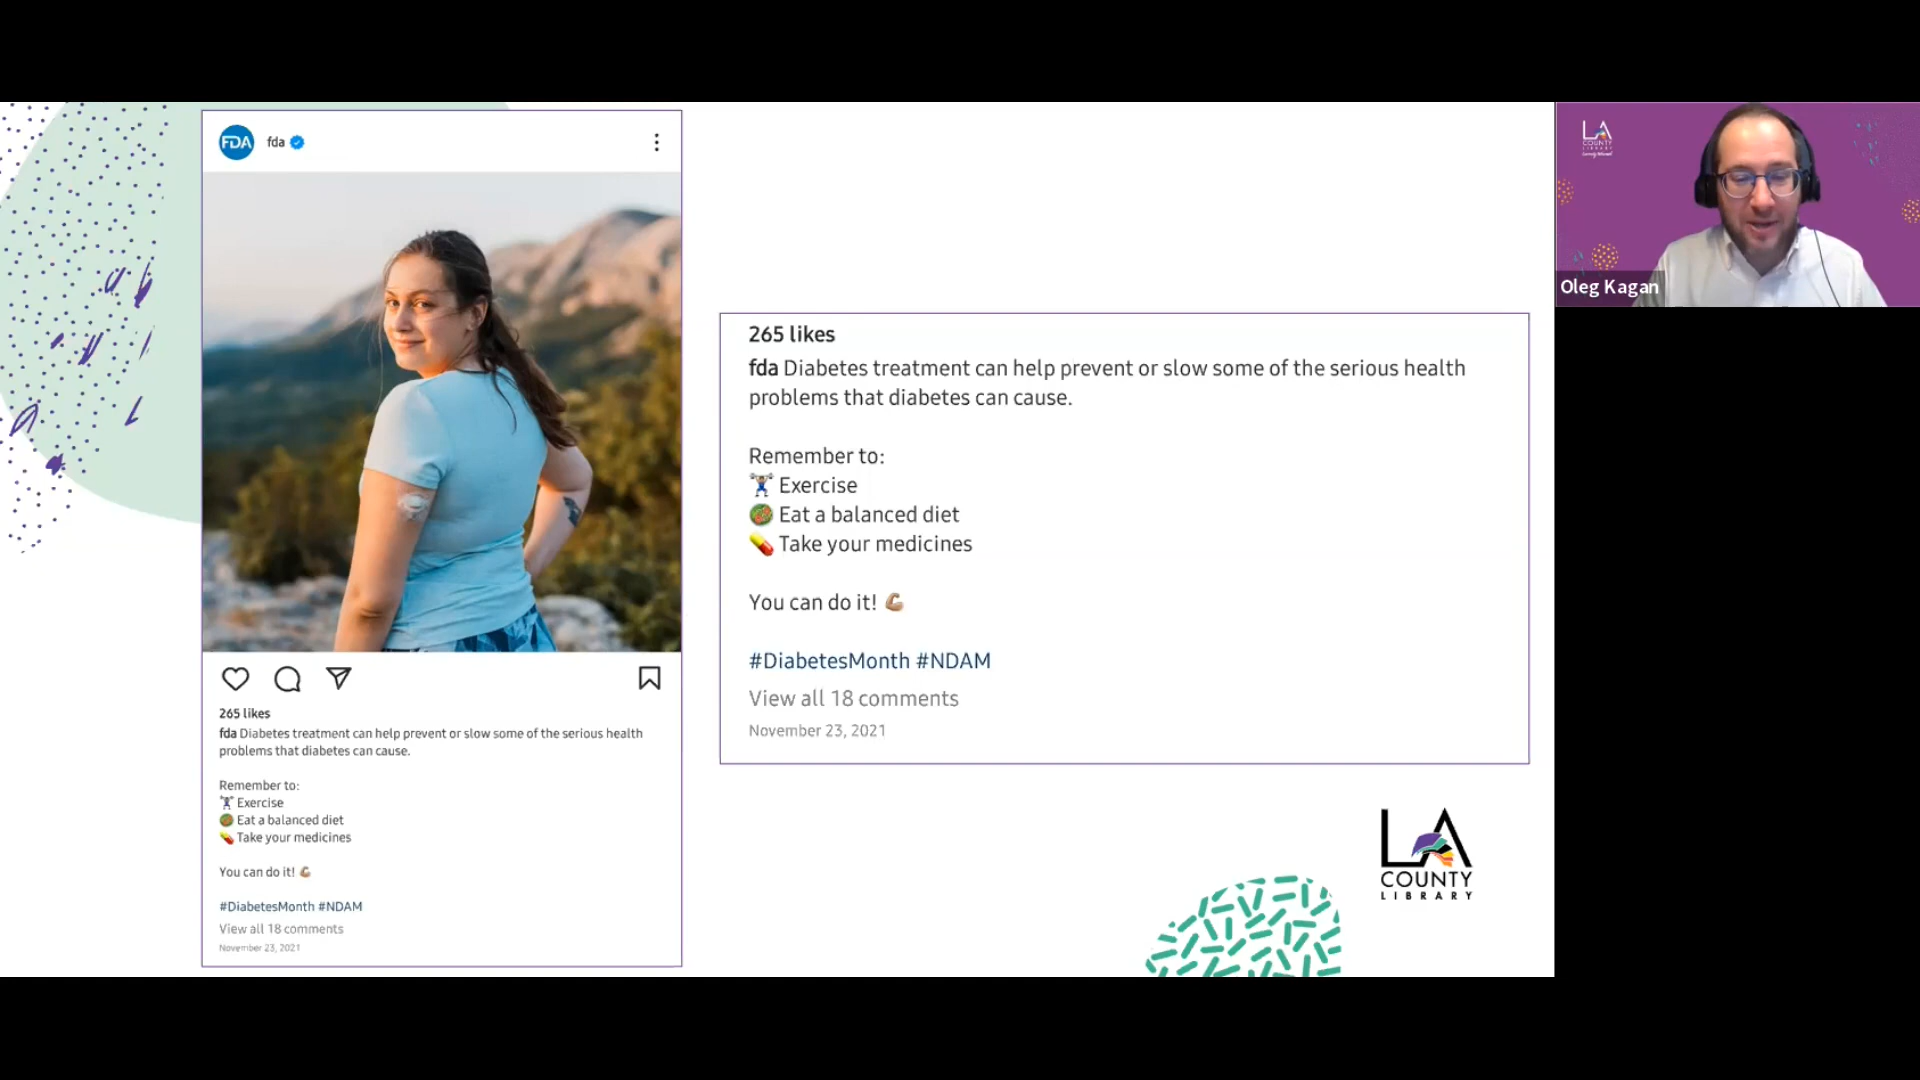 FDA fda
265 likes
fda Diabetes treatment can help prevent or slow some of the serious health
problems that diabetes can cause.
Remember to:
Exercise
Eat a balanced diet
Take your medicines
You can do it!
#DiabetesMonth #NDAM
View all 18 comments
November 23, 2021
265 likes
fda Diabetes treatment can help prevent or slow some of the serious health
problems that diabetes can cause.
Remember to:
Exercise
Eat a balanced diet
Take your medicines
You can do it!
#DiabetesMonth #NDAM
View all 18 comments
November 23, 2021
LA
COUNTY
LIBRARY
LA
COUNTY
LIBRARY
Oleg Kagan